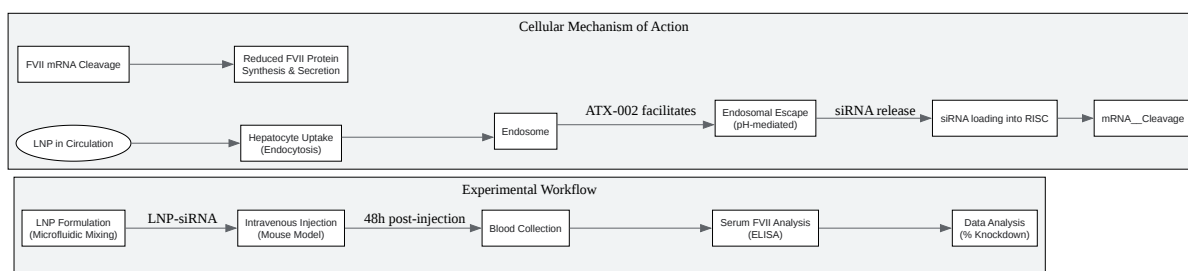 Cellular Mechanism of Action
FVII mRNA Cleavage
Reduced FVII Protein
Synthesis & Secretion
LNP in Circulation
Hepatocyte Uptake
(Endocytosis)
Endosome
ATX-002 facilitates
Endosomal Escape
(pH-mediated)
siRNA release
siRNA loading into RISC
mRNA__Cleavage
Experimental Workflow
LNP Formulation
(Microfluidic Mixing)
LNP-siRNA
Intravenous Injection
(Mouse Model)
48h post-injection
Blood Collection
Serum FVII Analysis
(ELISA)
Data Analysis
(% Knockdown)